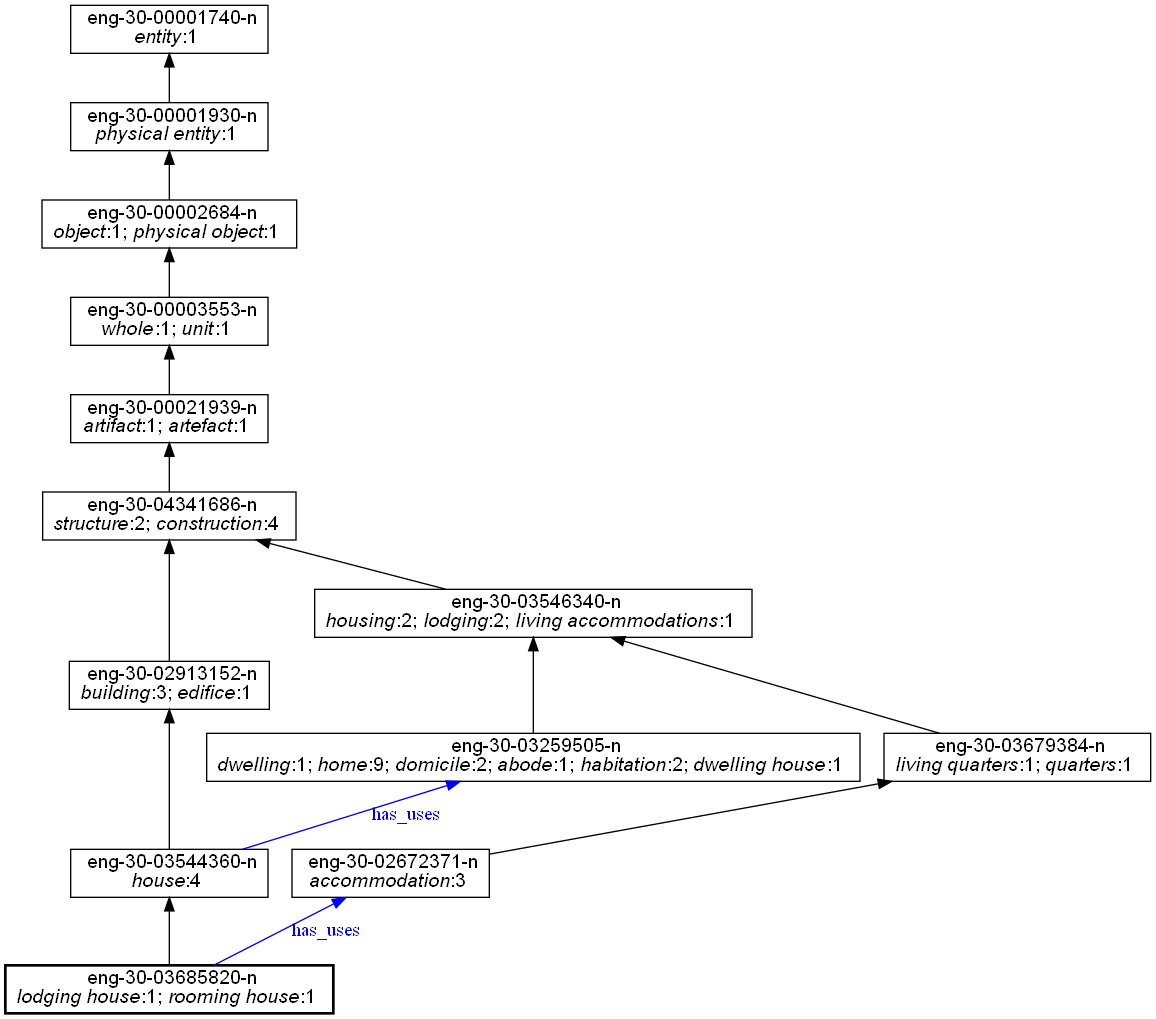 eng-30-00001740-n
entity:1
eng-30-00001930-n
physical entity:1
eng-30-00002684-n
object:1; physical object:1
eng-30-00003553-n
whole:1; unit:1
eng-30-00021939-n
artifact:1; artefact:1
eng-30-04341686-n
structure:2; construction:4
eng-30-03546340-n
housing:2; lodging:2; living accommodations:1
eng-30-02913152-n
building:3; edifice:1
eng-30-03259505-n
dwelling:1; home:9; domicile:2; abode:1; habitation:2; dwelling house:1
eng-30-03679384-n
living quarters:1; quarters:1
has_uses
eng-30-03544360-n
house:4
eng-30-02672371-n
accommodation:3
has_uses
eng-30-03685820-n
lodging house:1; rooming house:1